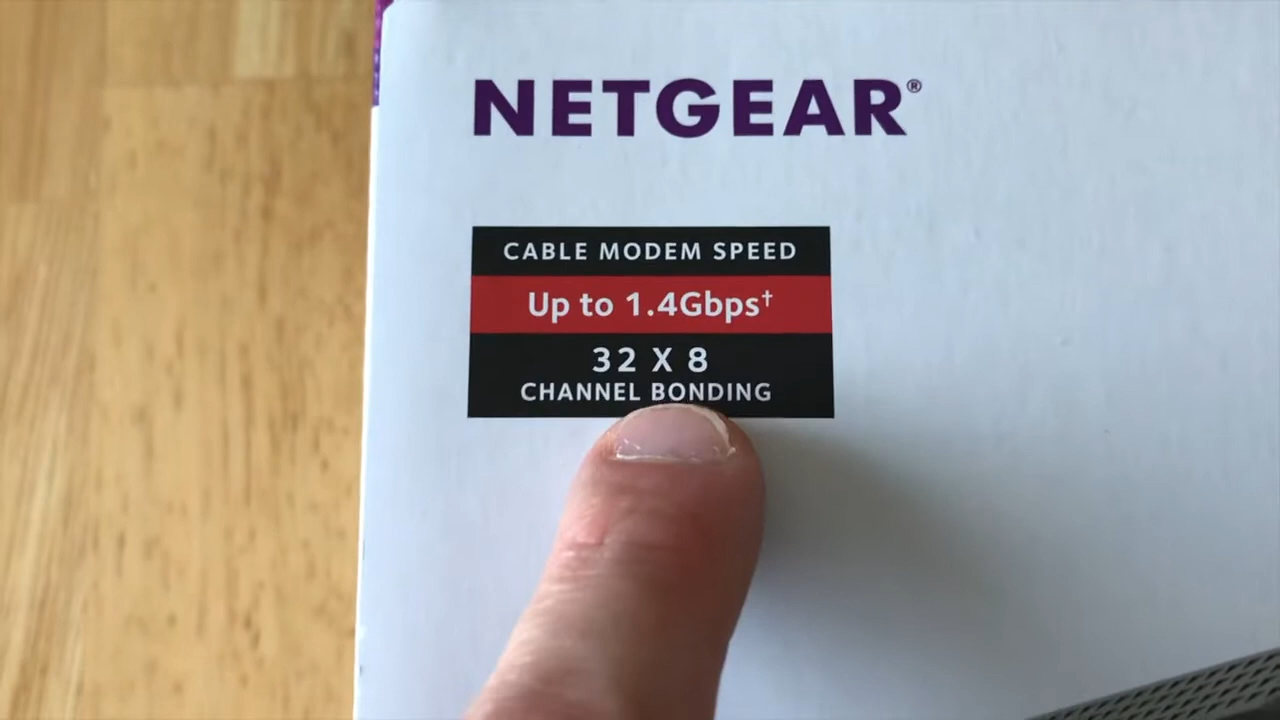 NETGEAR®
CABLE MODEM SPEED
Up to 1.4Gbps†
32 X 8
CHANNEL BONDING